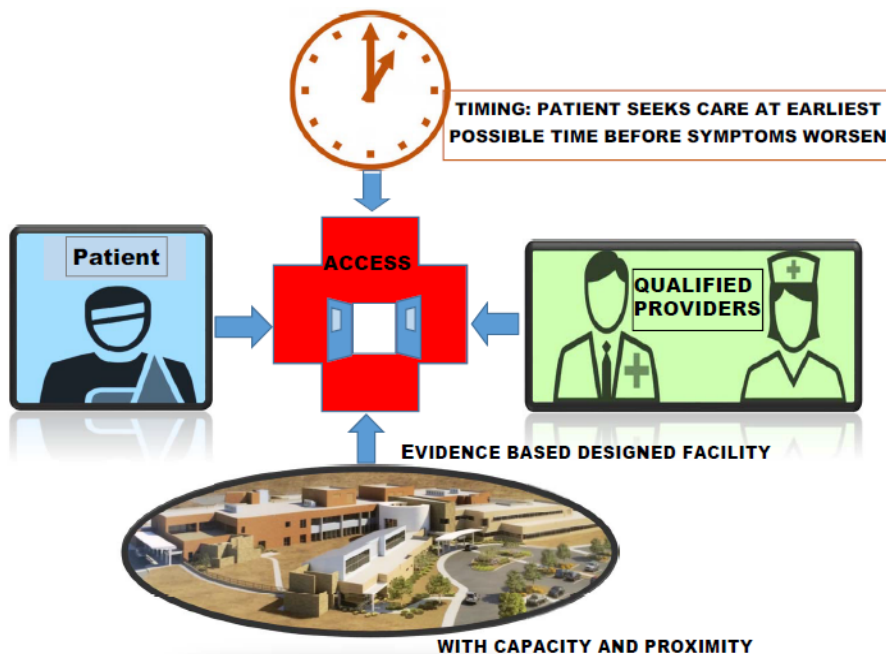 TIMING: PATIENT SEEKS CARE AT EARLIEST
POSSIBLE TIME BEFORE SYMPTOMS WORSEN
Patient
ACCESS
QUALIFIED
PROVIDERS
EVIDENCE BASED DESIGNED FACILITY
WITH CAPACITY AND PROXIMITY